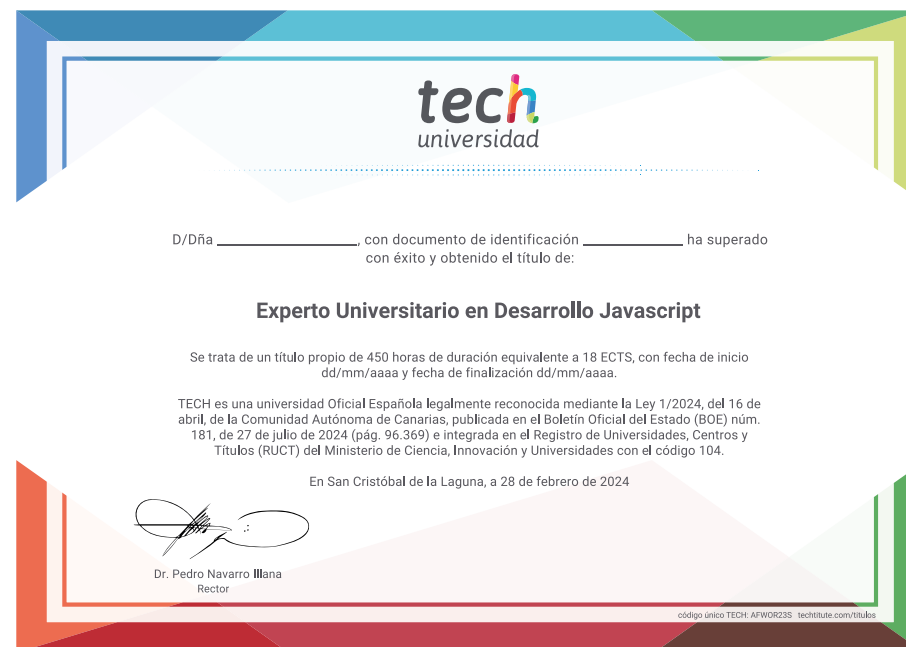 tech
universidad
D/Dña ____________________, con documento de identificación ______________ ha superado
con éxito y obtenido el título de:
Experto Universitario en Desarrollo Javascript
Se trata de un título propio de 450 horas de duración equivalente a 18 ECTS, con fecha de inicio
dd/mm/aaaa y fecha de finalización dd/mm/aaaa.
TECH es una universidad Oficial Española legalmente reconocida mediante la Ley 1/2024, del 16 de
abril, de la Comunidad Autónoma de Canarias, publicada en el Boletín Oficial del Estado (BOE) núm.
181, de 27 de julio de 2024 (pág. 96.369) e integrada en el Registro de Universidades, Centros y
Títulos (RUCT) del Ministerio de Ciencia, Innovación y Universidades con el código 104.
En San Cristóbal de la Laguna, a 28 de febrero de 2024
Dr. Pedro Navarro Illana
Rector
código único TECH: AFWOR23S techtitute.com/titulos